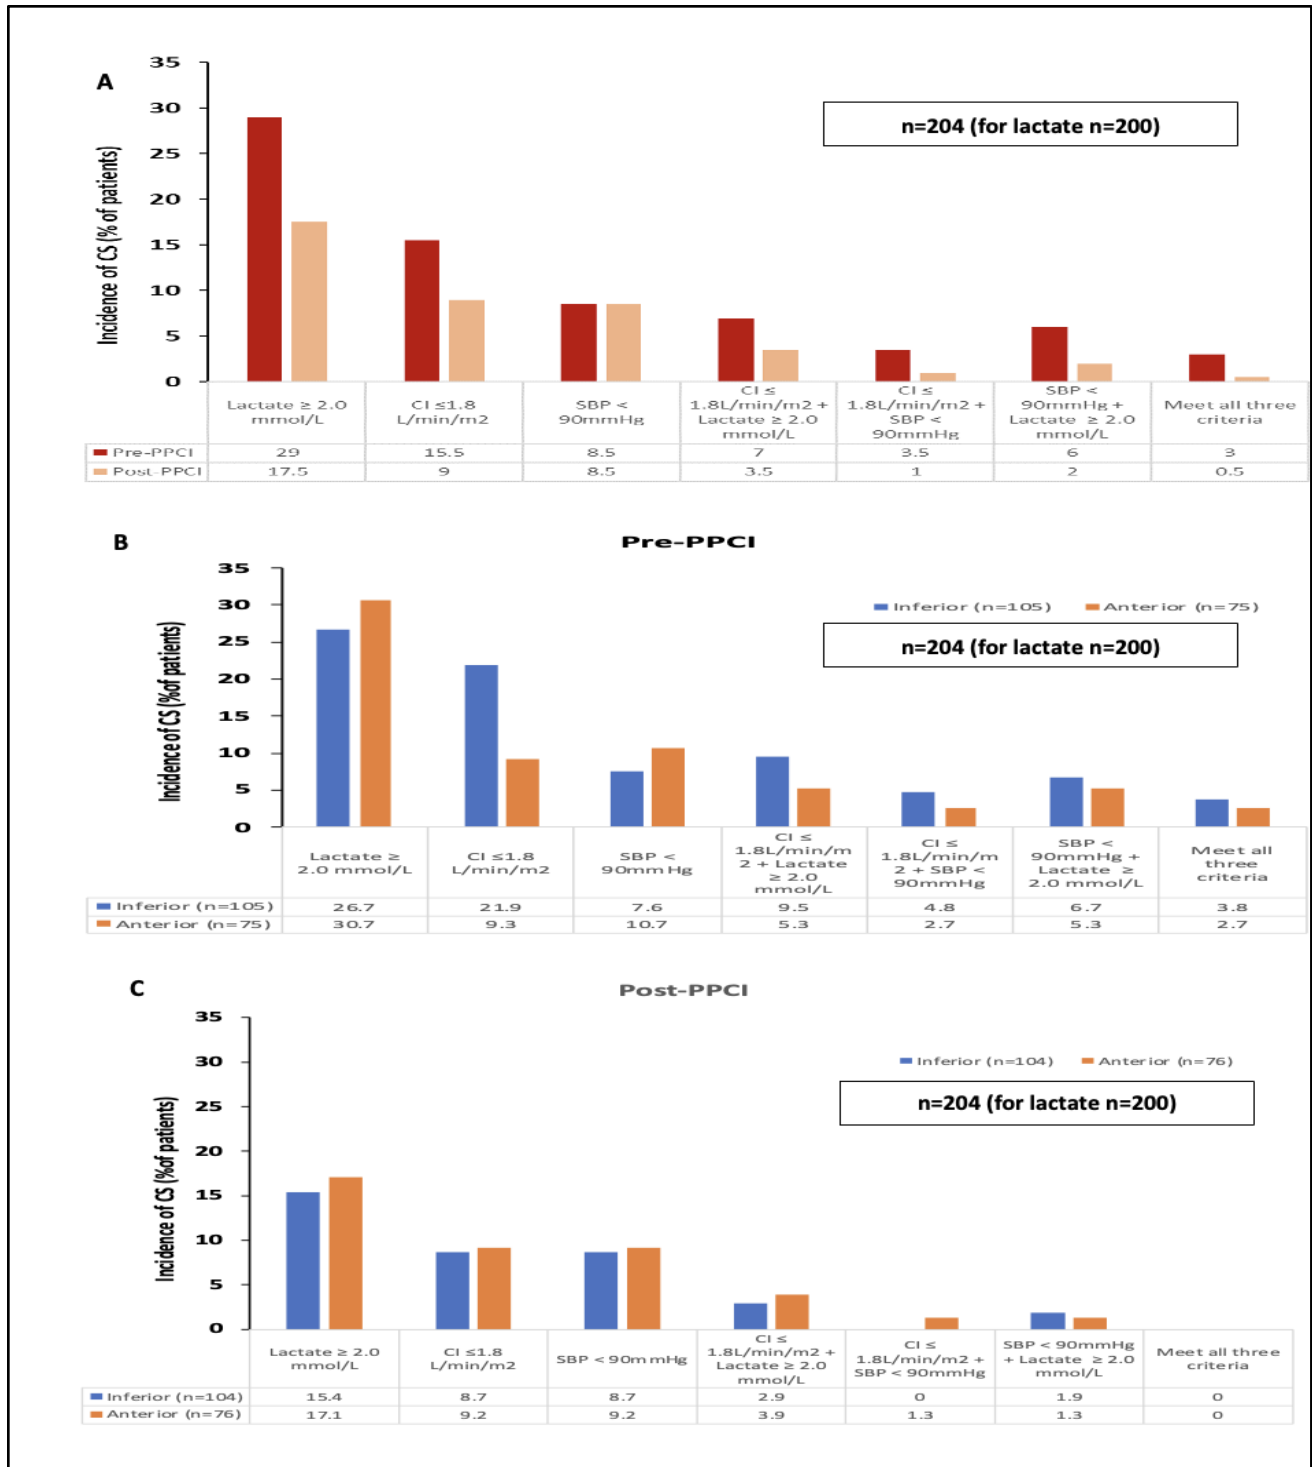 A
35
30
25
20
15
10
5
0
Incidence of CS (% of patients)
n=204 (for lactate n=200)
Lactate ≥ 2.0 mmol/L
CI ≤1.8 L/min/m2
SBP < 90mmHg
CI ≤ 1.8L/min/m2 + Lactate ≥ 2.0 mmol/L
CI ≤ 1.8L/min/m2 + SBP < 90mmHg
SBP < 90mmHg + Lactate ≥ 2.0 mmol/L
Meet all three criteria
Pre-PPCI 29 15.5 8.5 7 3.5 6 3
Post-PPCI 17.5 9 8.5 3.5 1 2 0.5
B
Pre-PPCI
35
30
25
20
15
10
5
0
Incidence of CS (%of patients)
Inferior (n=105) Anterior (n=75)
n=204 (for lactate n=200)
Lactate ≥ 2.0 mmol/L
CI ≤1.8 L/min/m2
SBP < 90mmHg
CI ≤ 1.8L/min/m2 + Lactate ≥ 2.0 mmol/L
CI ≤ 1.8L/min/m2 + SBP < 90mmHg
SBP < 90mmHg + Lactate ≥ 2.0 mmol/L
Meet all three criteria
Inferior (n=105) 26.7 21.9 7.6 9.5 4.8 6.7 3.8
Anterior (n=75) 30.7 9.3 10.7 5.3 2.7 5.3 2.7
C
Post-PPCI
35
30
25
20
15
10
5
0
Incidence of CS (%of patients)
Inferior (n=104) Anterior (n=76)
n=204 (for lactate n=200)
Lactate ≥ 2.0 mmol/L
CI ≤1.8 L/min/m2
SBP < 90mmHg
CI ≤ 1.8L/min/m2 + Lactate ≥ 2.0 mmol/L
CI ≤ 1.8L/min/m2 + SBP < 90mmHg
SBP < 90mmHg + Lactate ≥ 2.0 mmol/L
Meet all three criteria
Inferior (n=104) 15.4 8.7 8.7 2.9 0 1.9 0
Anterior (n=76) 17.1 9.2 9.2 3.9 1.3 1.3 0